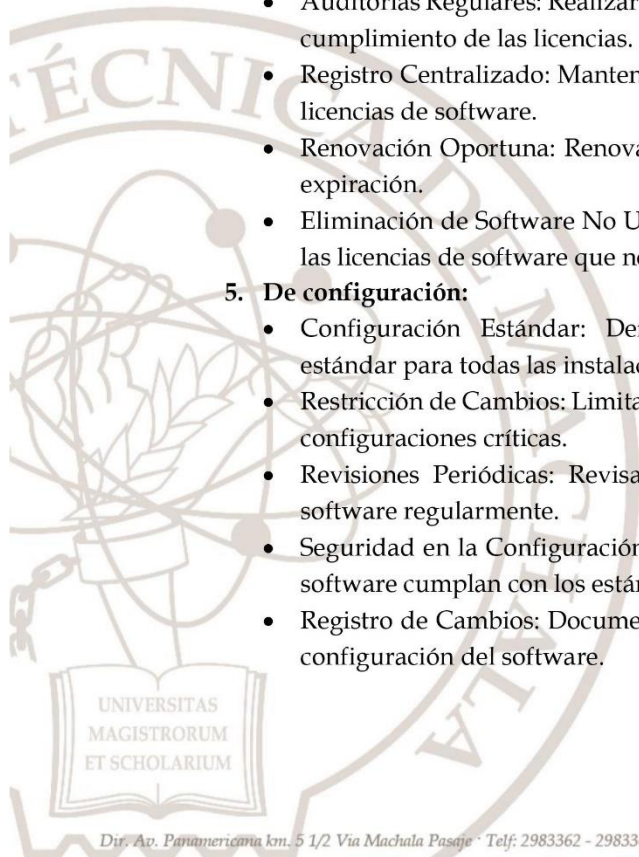 • Auditorías Regulares: Realizar
cumplimiento de las licencias.
• Registro Centralizado: Manten
licencias de software.
• Renovación Oportuna: Renova
expiración.
• Eliminación de Software No U
las licencias de software que n
5. De configuración:
• Configuración Estándar: De
estándar para todas las instala
• Restricción de Cambios: Limita
configuraciones críticas.
• Revisiones Periódicas: Revisa
software regularmente.
• Seguridad en la Configuración
software cumplan con los están
• Registro de Cambios: Docume
configuración del software.
TÉCNICA DE MACHALA
UNIVERSITAS
MAGISTRORUM
ET SCHOLARIUM
Dir. Av. Panamericana km. 5 1/2 Via Machala Pasaje · Telf: 2983362 - 29833